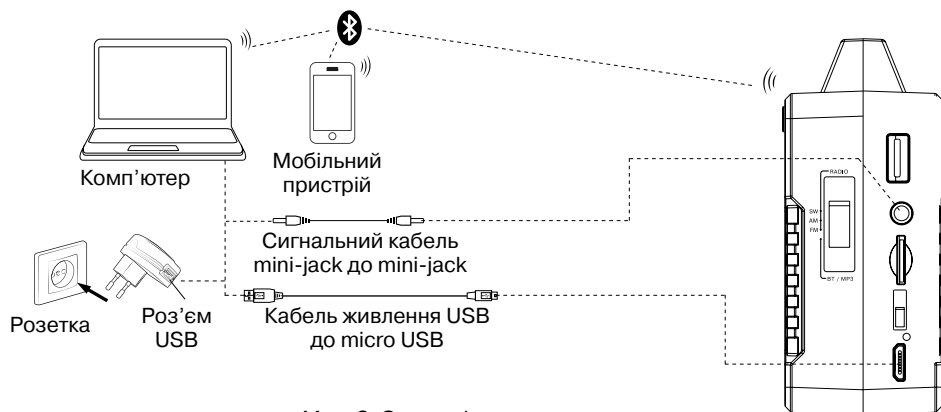 Комп’ютер
Мобільний
пристрій
RADIO
SW
AM
FM
BT / MP3
Сигнальний кабель
mini-jack до mini-jack
Розетка
Роз’єм
USB
Кабель живлення USB
до micro USB